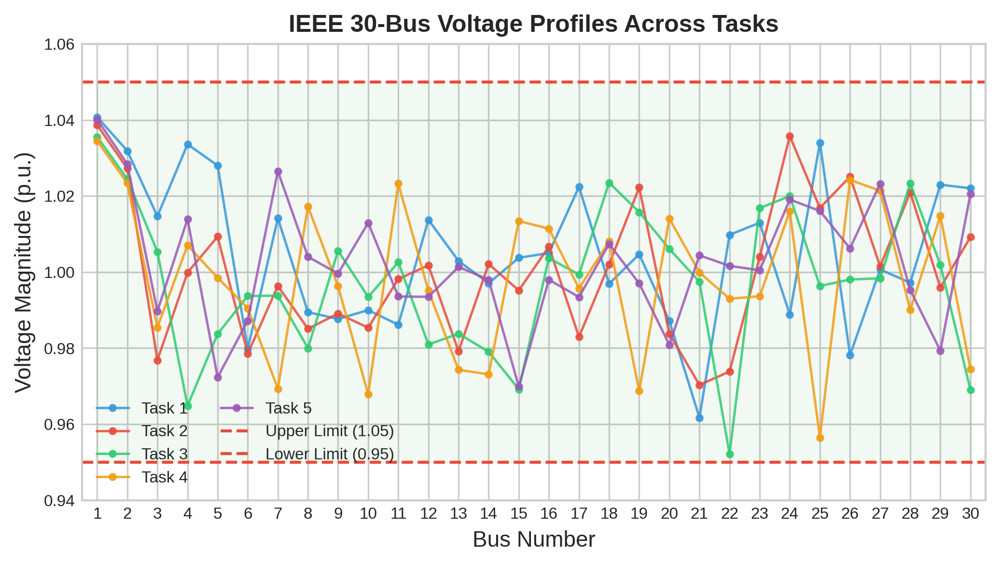 IEEE 30-Bus Voltage Profiles Across Tasks
Voltage Magnitude (p.u.)
1.06
1.04
1.02
1.00
0.98
0.96
0.94
Task 1
Task 2
Task 3
Task 4
Task 5
Upper Limit (1.05)
Lower Limit (0.95)
1 2 3 4 5 6 7 8 9 10 11 12 13 14 15 16 17 18 19 20 21 22 23 24 25 26 27 28 29 30
Bus Number